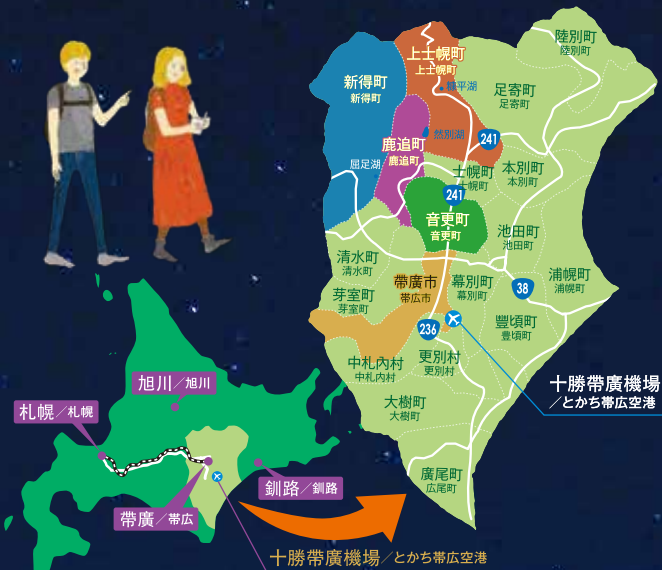 陸別町
陸別町
上士幌町
上士幌町
新得町
新得町
糠平湖
足寄町
足寄町
然別湖
241
鹿追町
鹿追町
屈足湖
士幌町
士幌町
本別町
本別町
241
音更町
音更町
池田町
池田町
清水町
清水町
帶廣市
帯広市
幕別町
幕別町
浦幌町
浦幌町
38
芽室町
芽室町
236
豐頃町
豊頃町
更別村
更別村
中札內村
中札内村
十勝帶廣機場
／とかち帯広空港
大樹町
大樹町
廣尾町
広尾町
旭川／旭川
札幌／札幌
釧路／釧路
帶廣／帯広
十勝帶廣機場／とかち帯広空港